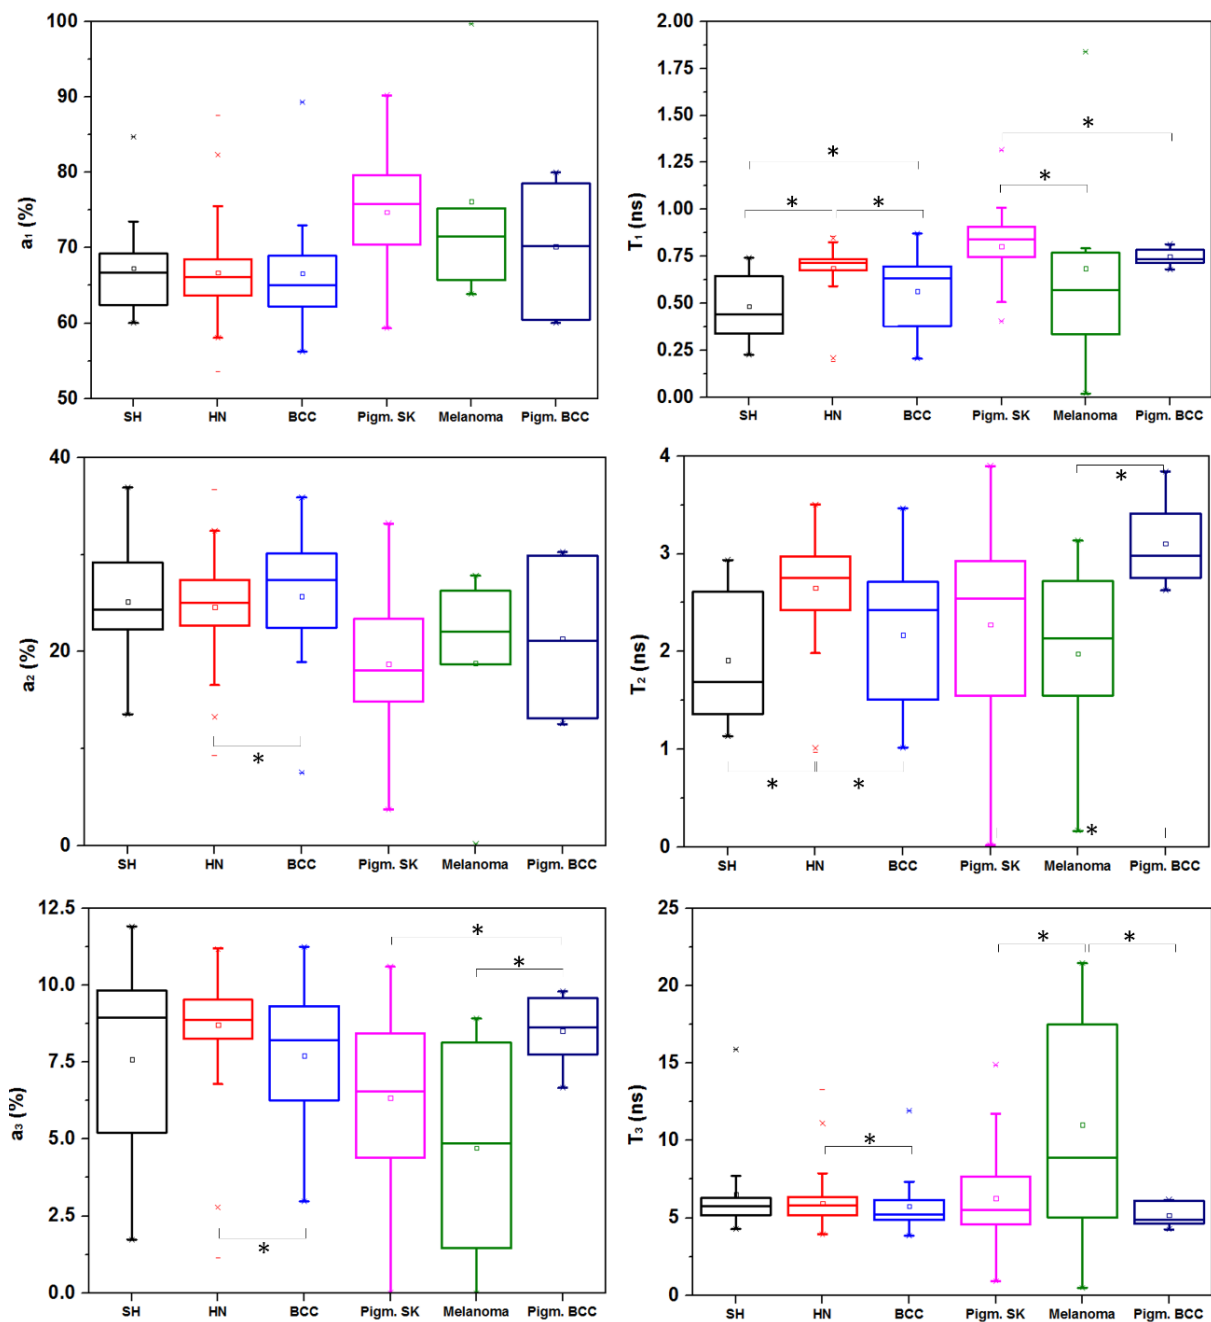 a₁ (%)
100
90
80
70
60
50
SH HN BCC Pigm. SK Melanoma Pigm. BCC
T₁ (ns)
2.00
1.75
1.50
1.25
1.00
0.75
0.50
0.25
0.00
* * * * *
SH HN BCC Pigm. SK Melanoma Pigm. BCC
a₂ (%)
40
30
20
10
0
*
SH HN BCC Pigm. SK Melanoma Pigm. BCC
T₂ (ns)
4
3
2
1
0
* * * *
SH HN BCC Pigm. SK Melanoma Pigm. BCC
a₃ (%)
12.5
10.0
7.5
5.0
2.5
0.0
* * *
SH HN BCC Pigm. SK Melanoma Pigm. BCC
T₃ (ns)
25
20
15
10
5
0
* * *
SH HN BCC Pigm. SK Melanoma Pigm. BCC